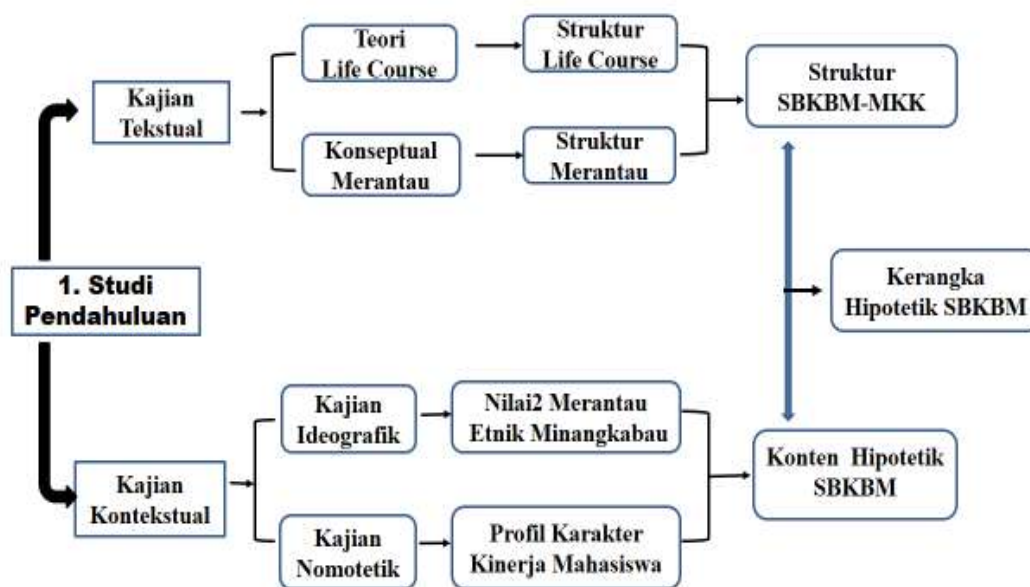 Teori
Life Course
Struktur
Life Course
Struktur
SBKBM-MKK
Kajian
Tekstual
Konseptual
Merantau
Struktur
Merantau
1. Studi
Pendahuluan
Kerangka
Hipotetik SBKBM
Kajian
Ideografik
Nilai2 Merantau
Etnik Minangkabau
Konten Hipotetik
SBKBM
Kajian
Kontekstual
Kajian
Nomotetik
Profil Karakter
Kinerja Mahasiswa